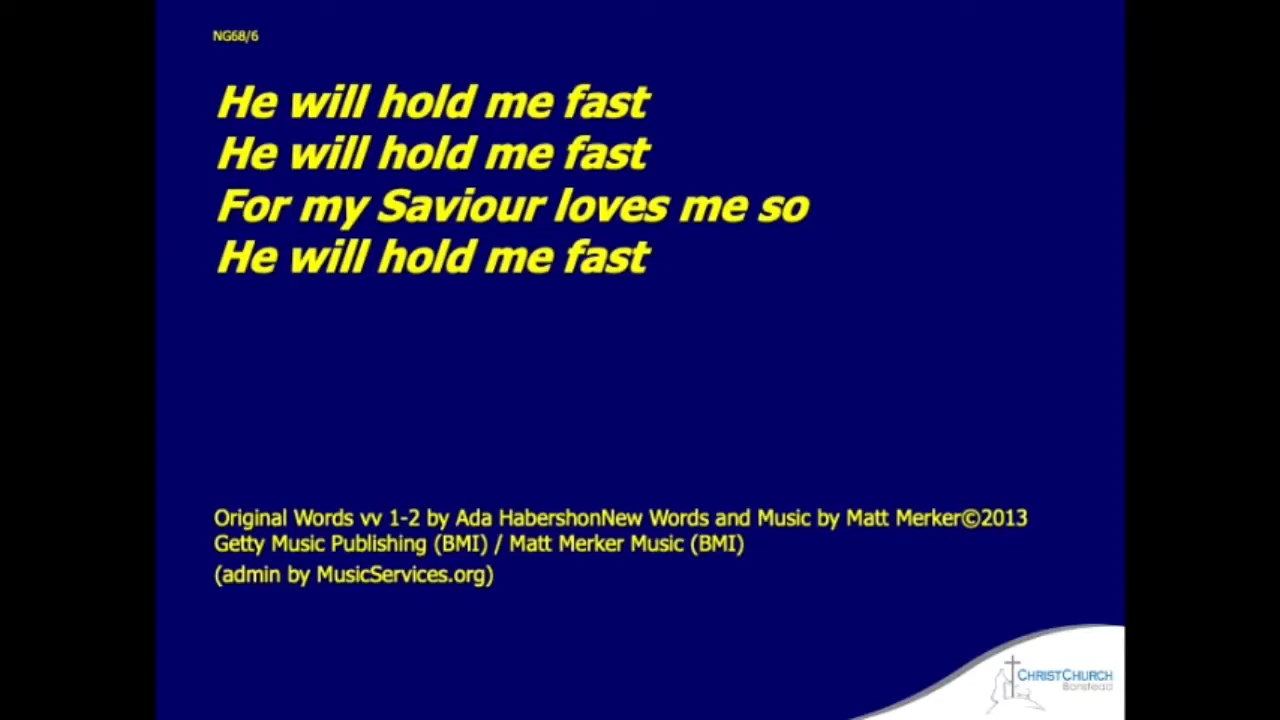 NG68/6
He will hold me fast
He will hold me fast
For my Saviour loves me so
He will hold me fast
Original Words vv 1-2 by Ada HabershonNew Words and Music by Matt Merker©2013
Getty Music Publishing (BMI) / Matt Merker Music (BMI)
(admin by MusicServices.org)
CHRISTCHURCH
Banstead